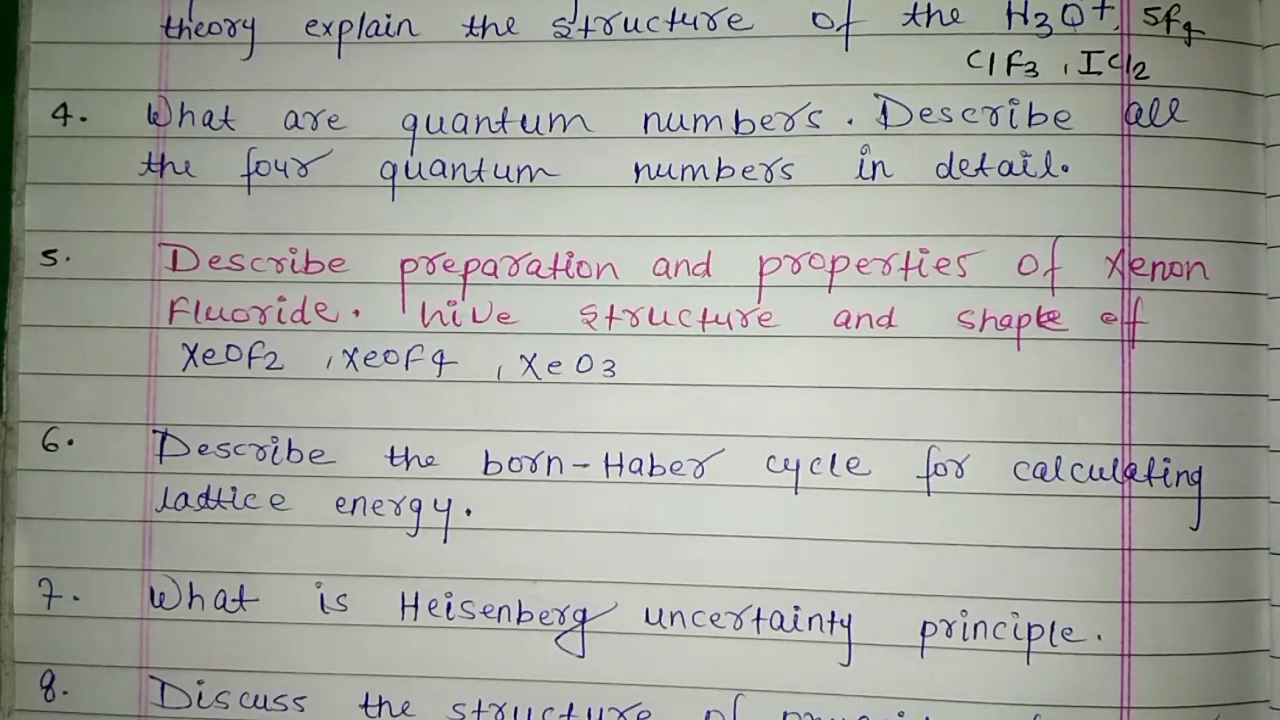 theory explain the structure of the H3O+, SF4
ClF3, ICl2
4. What are quantum numbers. Describe all
the four quantum numbers in detail.
5. Describe preparation and properties of Xenon
Fluoride. hive structure and shape of
XeOF2, XeOF4, XeO3
6. Describe the born-Haber cycle for calculating
lattice energy.
7. What is Heisenberg uncertainty principle.
8. Discuss the structure of